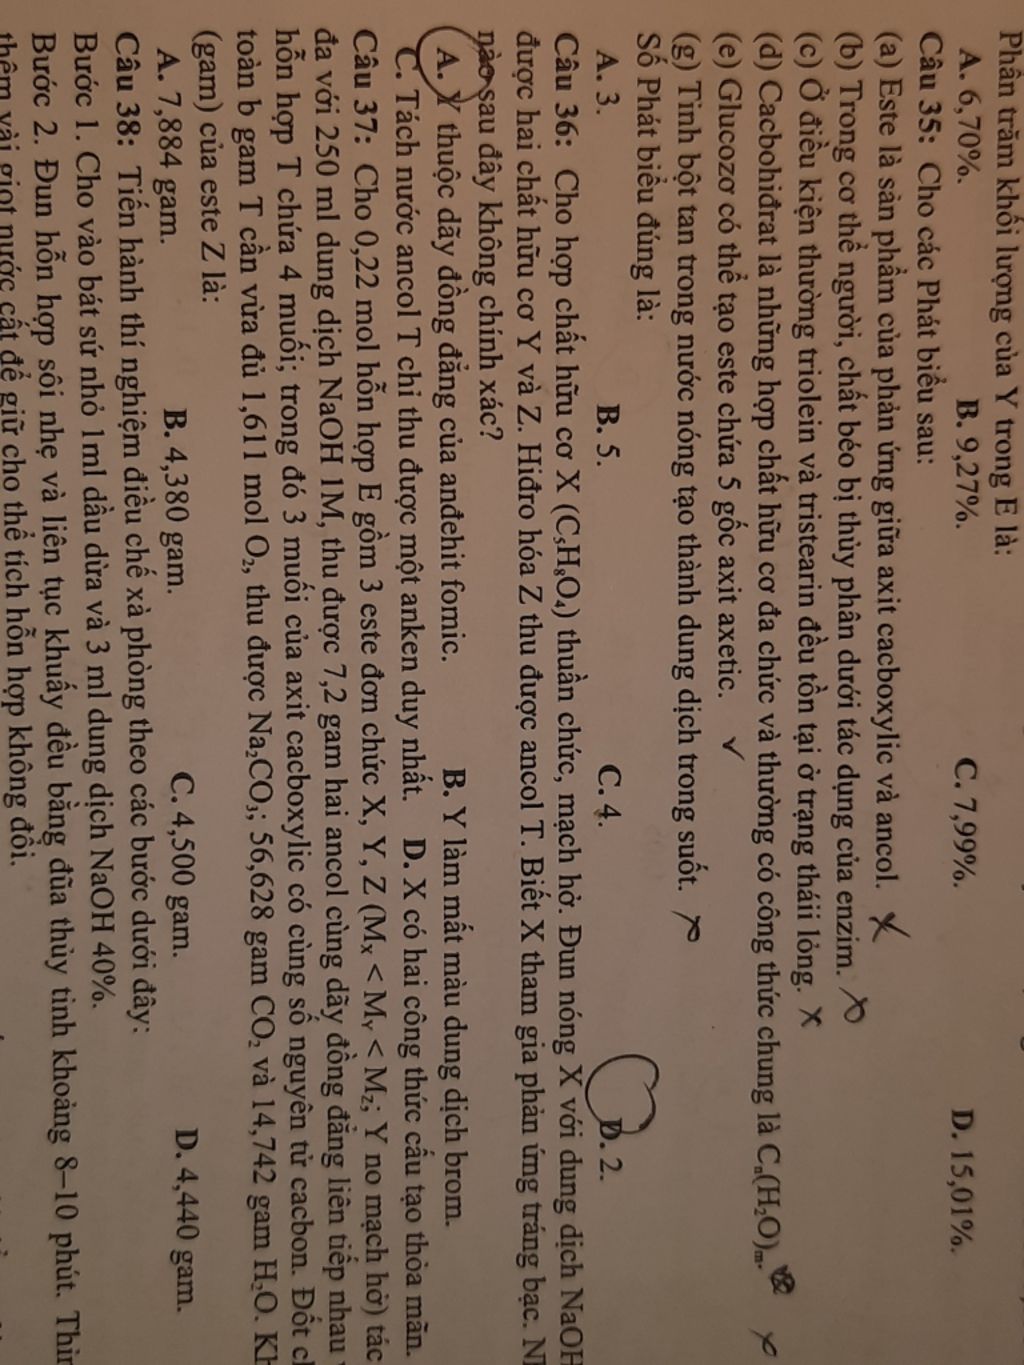 Phần trăm khối lượng của Y trong E là:
A. 6,70%. B. 9,27%. C. 7,99%. D. 15,01%.
Câu 35: Cho các Phát biểu sau:
(a) Este là sản phẩm của phản ứng giữa axit cacboxylic và ancol.
(b) Trong cơ thể người, chất béo bị thủy phân dưới tác dụng của enzim.
(c) Ở điều kiện thường triolein và tristearin đều tồn tại ở trạng tháii lỏng.
(d) Cacbohiđrat là những hợp chất hữu cơ đa chức và thường có công thức chung là Cₙ(H₂O)ₘ.
(e) Glucozơ có thể tạo este chứa 5 gốc axit axetic.
(g) Tinh bột tan trong nước nóng tạo thành dung dịch trong suốt.
Số Phát biểu đúng là:
A. 3. B. 5. C. 4. D. 2.
Câu 36: Cho hợp chất hữu cơ X (C₅H₈O₄) thuần chức, mạch hở. Đun nóng X với dung dịch NaOH
được hai chất hữu cơ Y và Z. Hiđro hóa Z thu được ancol T. Biết X tham gia phản ứng tráng bạc.
nào sau đây không chính xác?
A. Y thuộc dãy đồng đẳng của anđehit fomic. B. Y làm mất màu dung dịch brom.
C. Tách nước ancol T chỉ thu được một anken duy nhất. D. X có hai công thức cấu tạo thỏa mãn.
Câu 37: Cho 0,22 mol hỗn hợp E gồm 3 este đơn chức X, Y, Z (Mₓ < Mᵧ < M_Z; Y no mạch hở) tác
đa với 250 ml dung dịch NaOH 1M, thu được 7,2 gam hai ancol cùng dãy đồng đẳng liên tiếp nhau
hỗn hợp T chứa 4 muối; trong đó 3 muối của axit cacboxylic có cùng số nguyên tử cacbon. Đốt
toàn b gam T cần vừa đủ 1,611 mol O₂, thu được Na₂CO₃; 56,628 gam CO₂ và 14,742 gam H₂O.
(gam) của este Z là:
A. 7,884 gam. B. 4,380 gam. C. 4,500 gam. D. 4,440 gam.
Câu 38: Tiến hành thí nghiệm điều chế xà phòng theo các bước dưới đây:
Bước 1. Cho vào bát sứ nhỏ 1ml dầu dừa và 3 ml dung dịch NaOH 40%.
Bước 2. Đun hỗn hợp sôi nhẹ và liên tục khuấy đều bằng đũa thủy tinh khoảng 8–10 phút.
thêm vài giọt nước cất để giữ cho thể tích hỗn hợp không đổi.